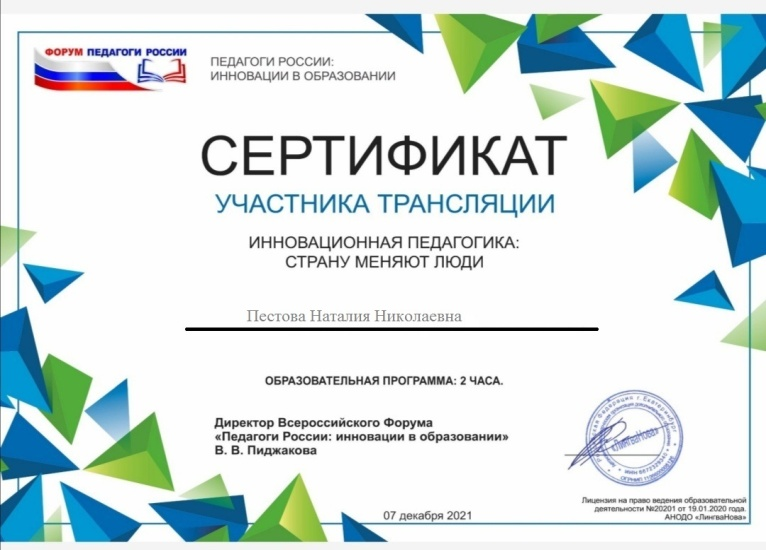 ФОРУМ ПЕДАГОГИ РОССИИ
ПЕДАГОГИ РОССИИ:
ИННОВАЦИИ В ОБРАЗОВАНИИ
СЕРТИФИКАТ
УЧАСТНИКА ТРАНСЛЯЦИИ
ИННОВАЦИОННАЯ ПЕДАГОГИКА:
СТРАНУ МЕНЯЮТ ЛЮДИ
Пестова Наталия Николаевна
ОБРАЗОВАТЕЛЬНАЯ ПРОГРАММА: 2 ЧАСА.
Директор Всероссийского Форума
«Педагоги России: инновации в образовании»
В. В. Пиджакова
«ЛингваНова»
Лицензия на право ведения образовательной
деятельности №20201 от 19.01.2020 года.
АНОДО «ЛингваНова»
07 декабря 2021